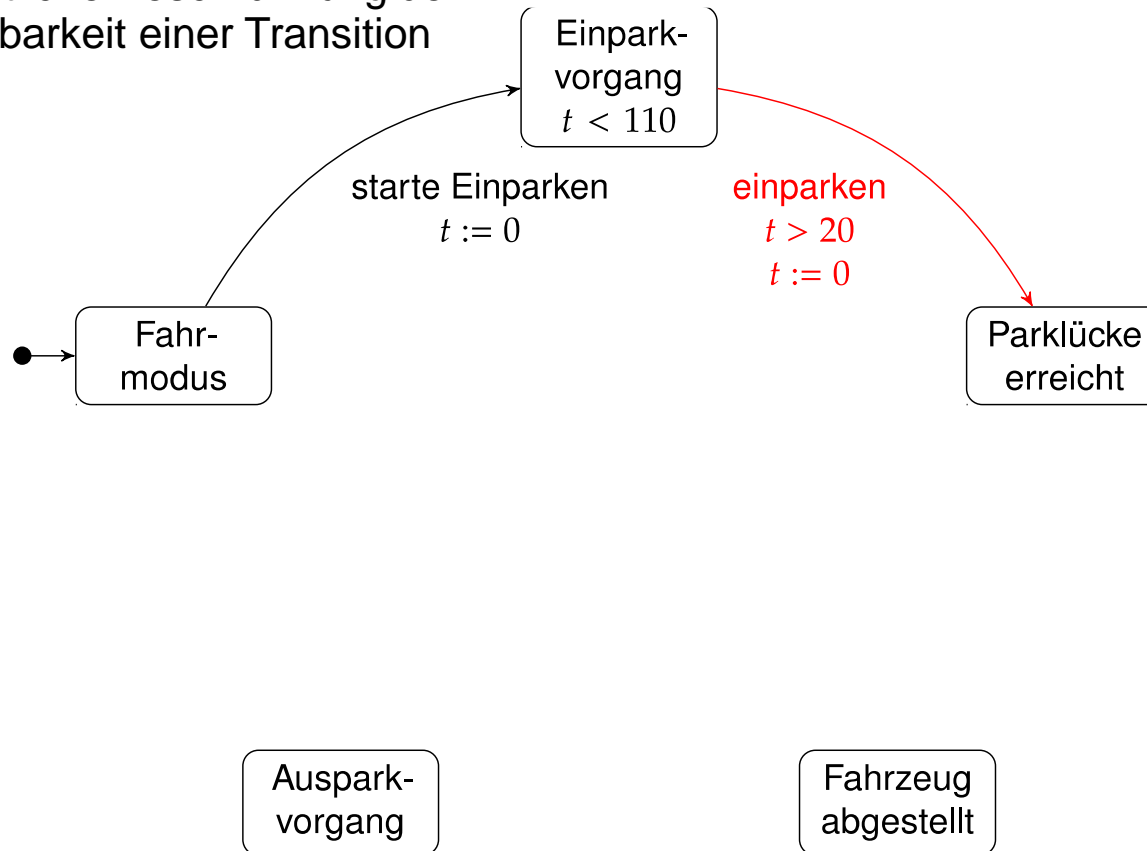 barkeit einer Transition
Einpark-
vorgang
t < 110
starte Einparken
t := 0
einparken
t > 20
t := 0
Fahr-
modus
Parklücke
erreicht
Auspark-
vorgang
Fahrzeug
abgestellt